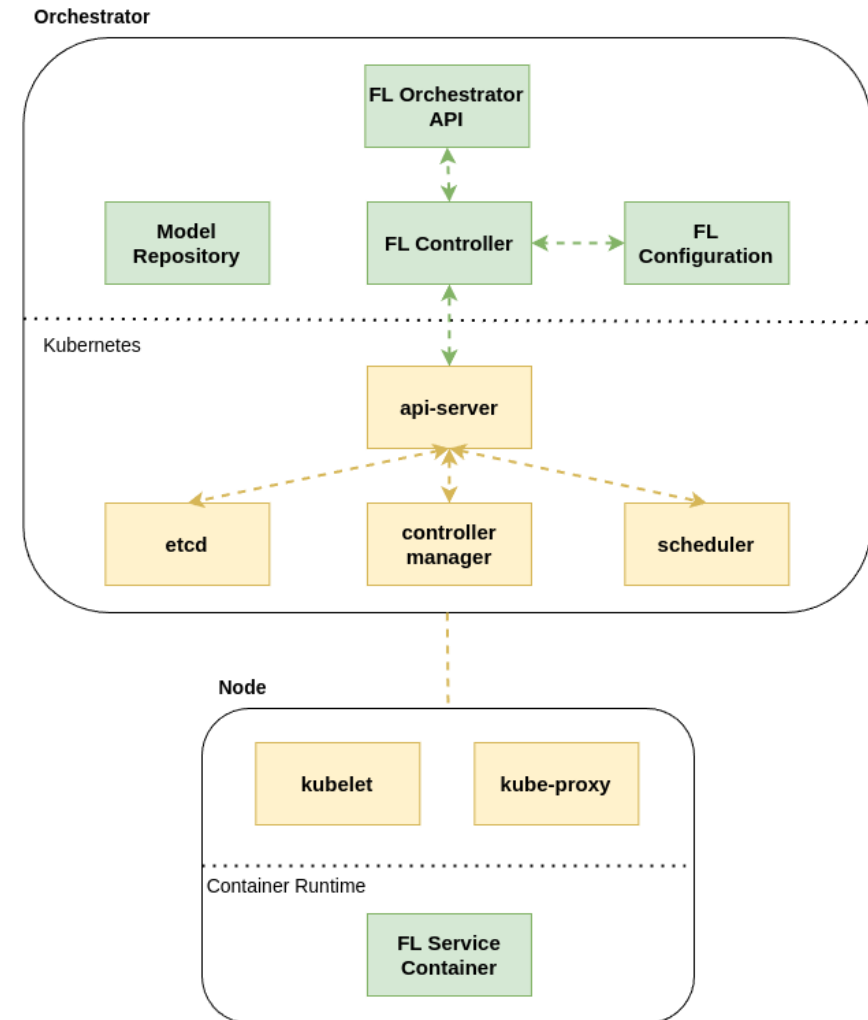 Orchestrator
FL Orchestrator
API
Model
Repository
FL Controller
FL
Configuration
Kubernetes
api-server
etcd
controller
manager
scheduler
Node
kubelet
kube-proxy
Container Runtime
FL Service
Container